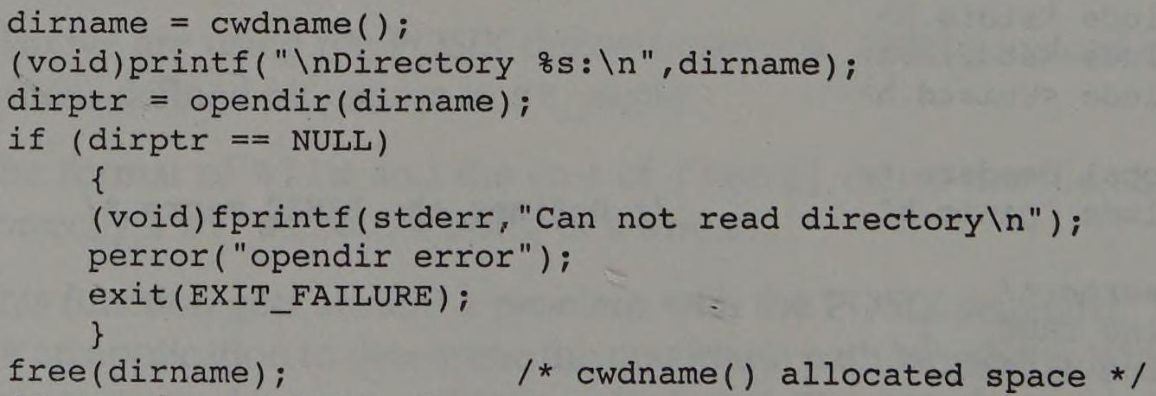 dirname = cwdname();
(void)printf("\nDirectory %s:\n",dirname);
dirptr = opendir(dirname);
if (dirptr == NULL)
    {
    (void)fprintf(stderr,"Can not read directory\n");
    perror("opendir error");
    exit(EXIT_FAILURE);
    }
free(dirname);            /* cwdname() allocated space */